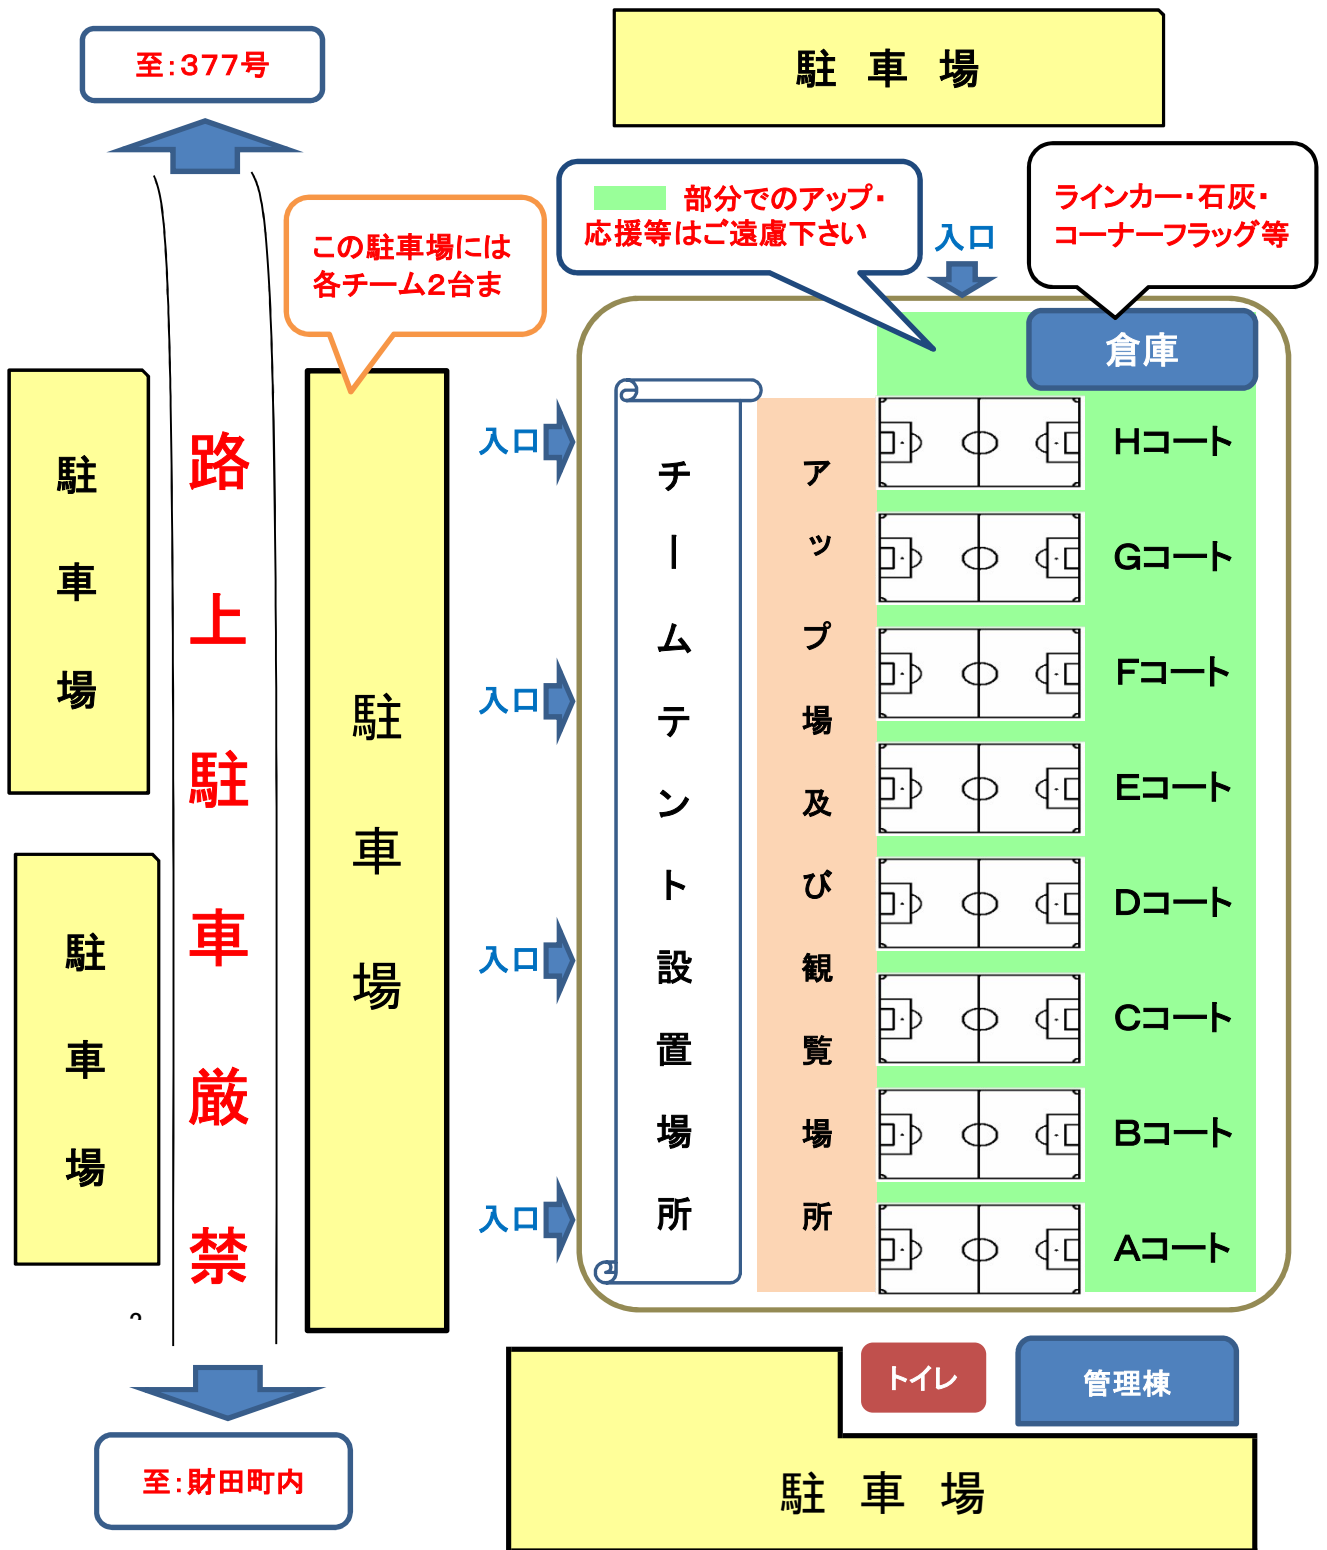 至：３７７号
駐　車　場
部分でのアップ・
応援等はご遠慮下さい
ラインカー・石灰・
コーナーフラッグ等
入口
この駐車場には
各チーム２台ま
倉庫
駐車場
路上駐車厳禁
駐車場
駐車場
入口
入口
入口
入口
チームテント設置場所
アップ場及び観覧場所
Hコート
Gコート
Fコート
Eコート
Dコート
Cコート
Bコート
Aコート
トイレ
管理棟
至：財田町内
駐　車　場